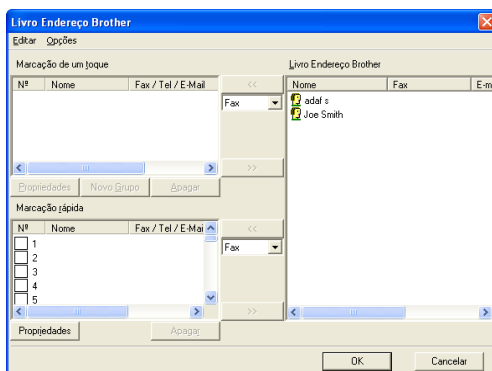 Livro Endereço Brother
Editar Opções
Marcação de um toque
Nº Nome Fax / Tel / E-Mail
<<
Fax
>>
Propriedades Novo Grupo Apagar
Marcação rápida
Nº Nome Fax / Tel / E-Mai
1
2
3
4
5
<<
Fax
>>
Propriedades Apagar
Livro Endereço Brother
Nome Fax E-m
adaf s
Joe Smith
OK Cancelar